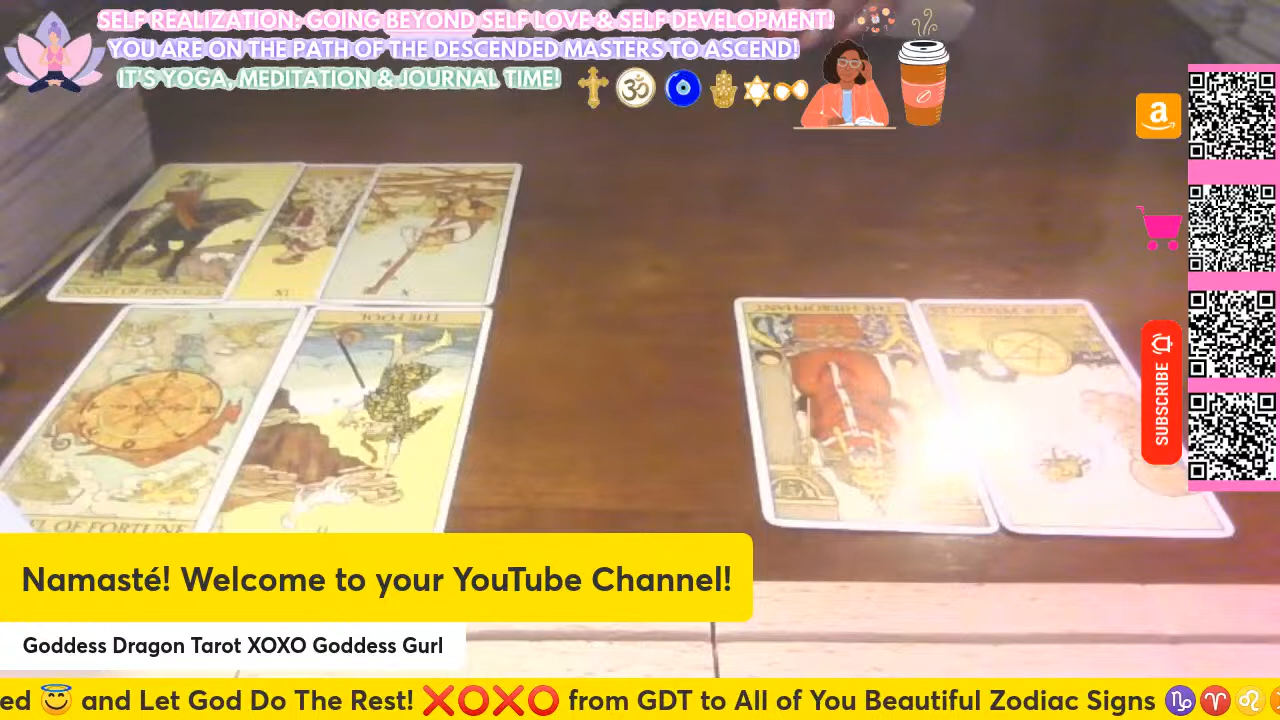 SELF REALIZATION: GOING BEYOND SELF LOVE & SELF DEVELOPMENT!
YOU ARE ON THE PATH OF THE DESCENDED MASTERS TO ASCEND!
IT'S YOGA, MEDITATION & JOURNAL TIME!
a
KNIGHT OF PENTACLES
X
X
THE FOOL
THE HIEROPHANT
EL OF FORTUNE
SUBSCRIBE
Namasté! Welcome to your YouTube Channel!
Goddess Dragon Tarot XOXO Goddess Gurl
ed 😇 and Let God Do The Rest! ❌⭕❌⭕ from GDT to All of You Beautiful Zodiac Signs ♑♈♌